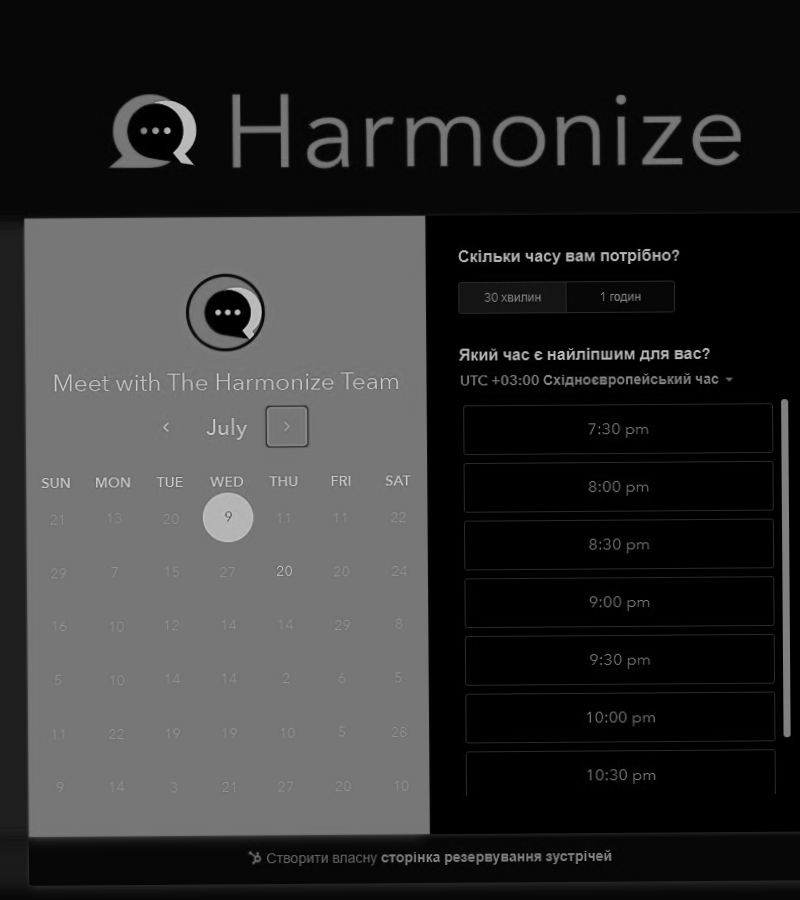 Harmonize
Meet with The Harmonize Team
July
SUN MON TUE WED THU FRI SAT
21 13 20 9 11 11 22
29 7 15 27 20 20 24
16 10 12 14 14 29 8
5 10 14 14 2 6 5
11 22 19 19 10 5 28
9 14 3 21 27 20 10
Скільки часу вам потрібно?
30 хвилин 1 годин
Який час є найліпшим для вас?
UTC +03:00 Східноєвропейський час
7:30 pm
8:00 pm
8:30 pm
9:00 pm
9:30 pm
10:00 pm
10:30 pm
Створити власну сторінка резервування зустрічей